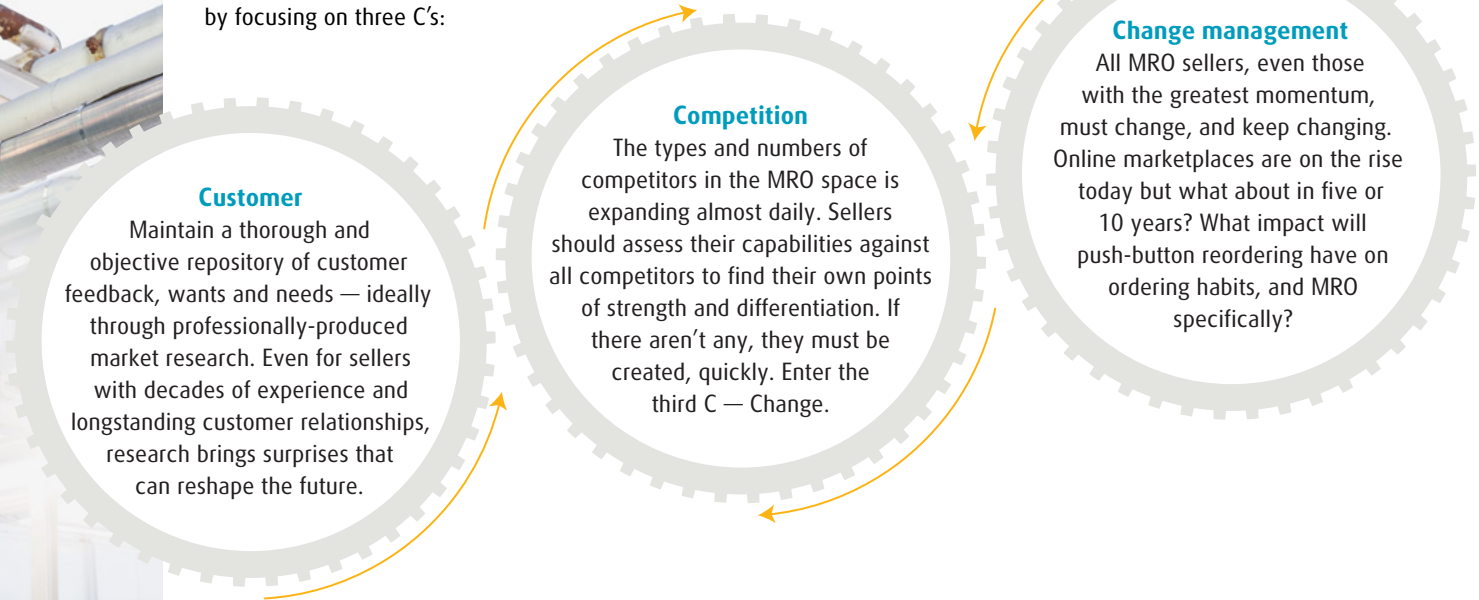 by focusing on three C's:
Customer
Maintain a thorough and
objective repository of customer
feedback, wants and needs — ideally
through professionally-produced
market research. Even for sellers
with decades of experience and
longstanding customer relationships,
research brings surprises that
can reshape the future.
Competition
The types and numbers of
competitors in the MRO space is
expanding almost daily. Sellers
should assess their capabilities against
all competitors to find their own points
of strength and differentiation. If
there aren't any, they must be
created, quickly. Enter the
third C — Change.
Change management
All MRO sellers, even those
with the greatest momentum,
must change, and keep changing.
Online marketplaces are on the rise
today but what about in five or
10 years? What impact will
push-button reordering have on
ordering habits, and MRO
specifically?